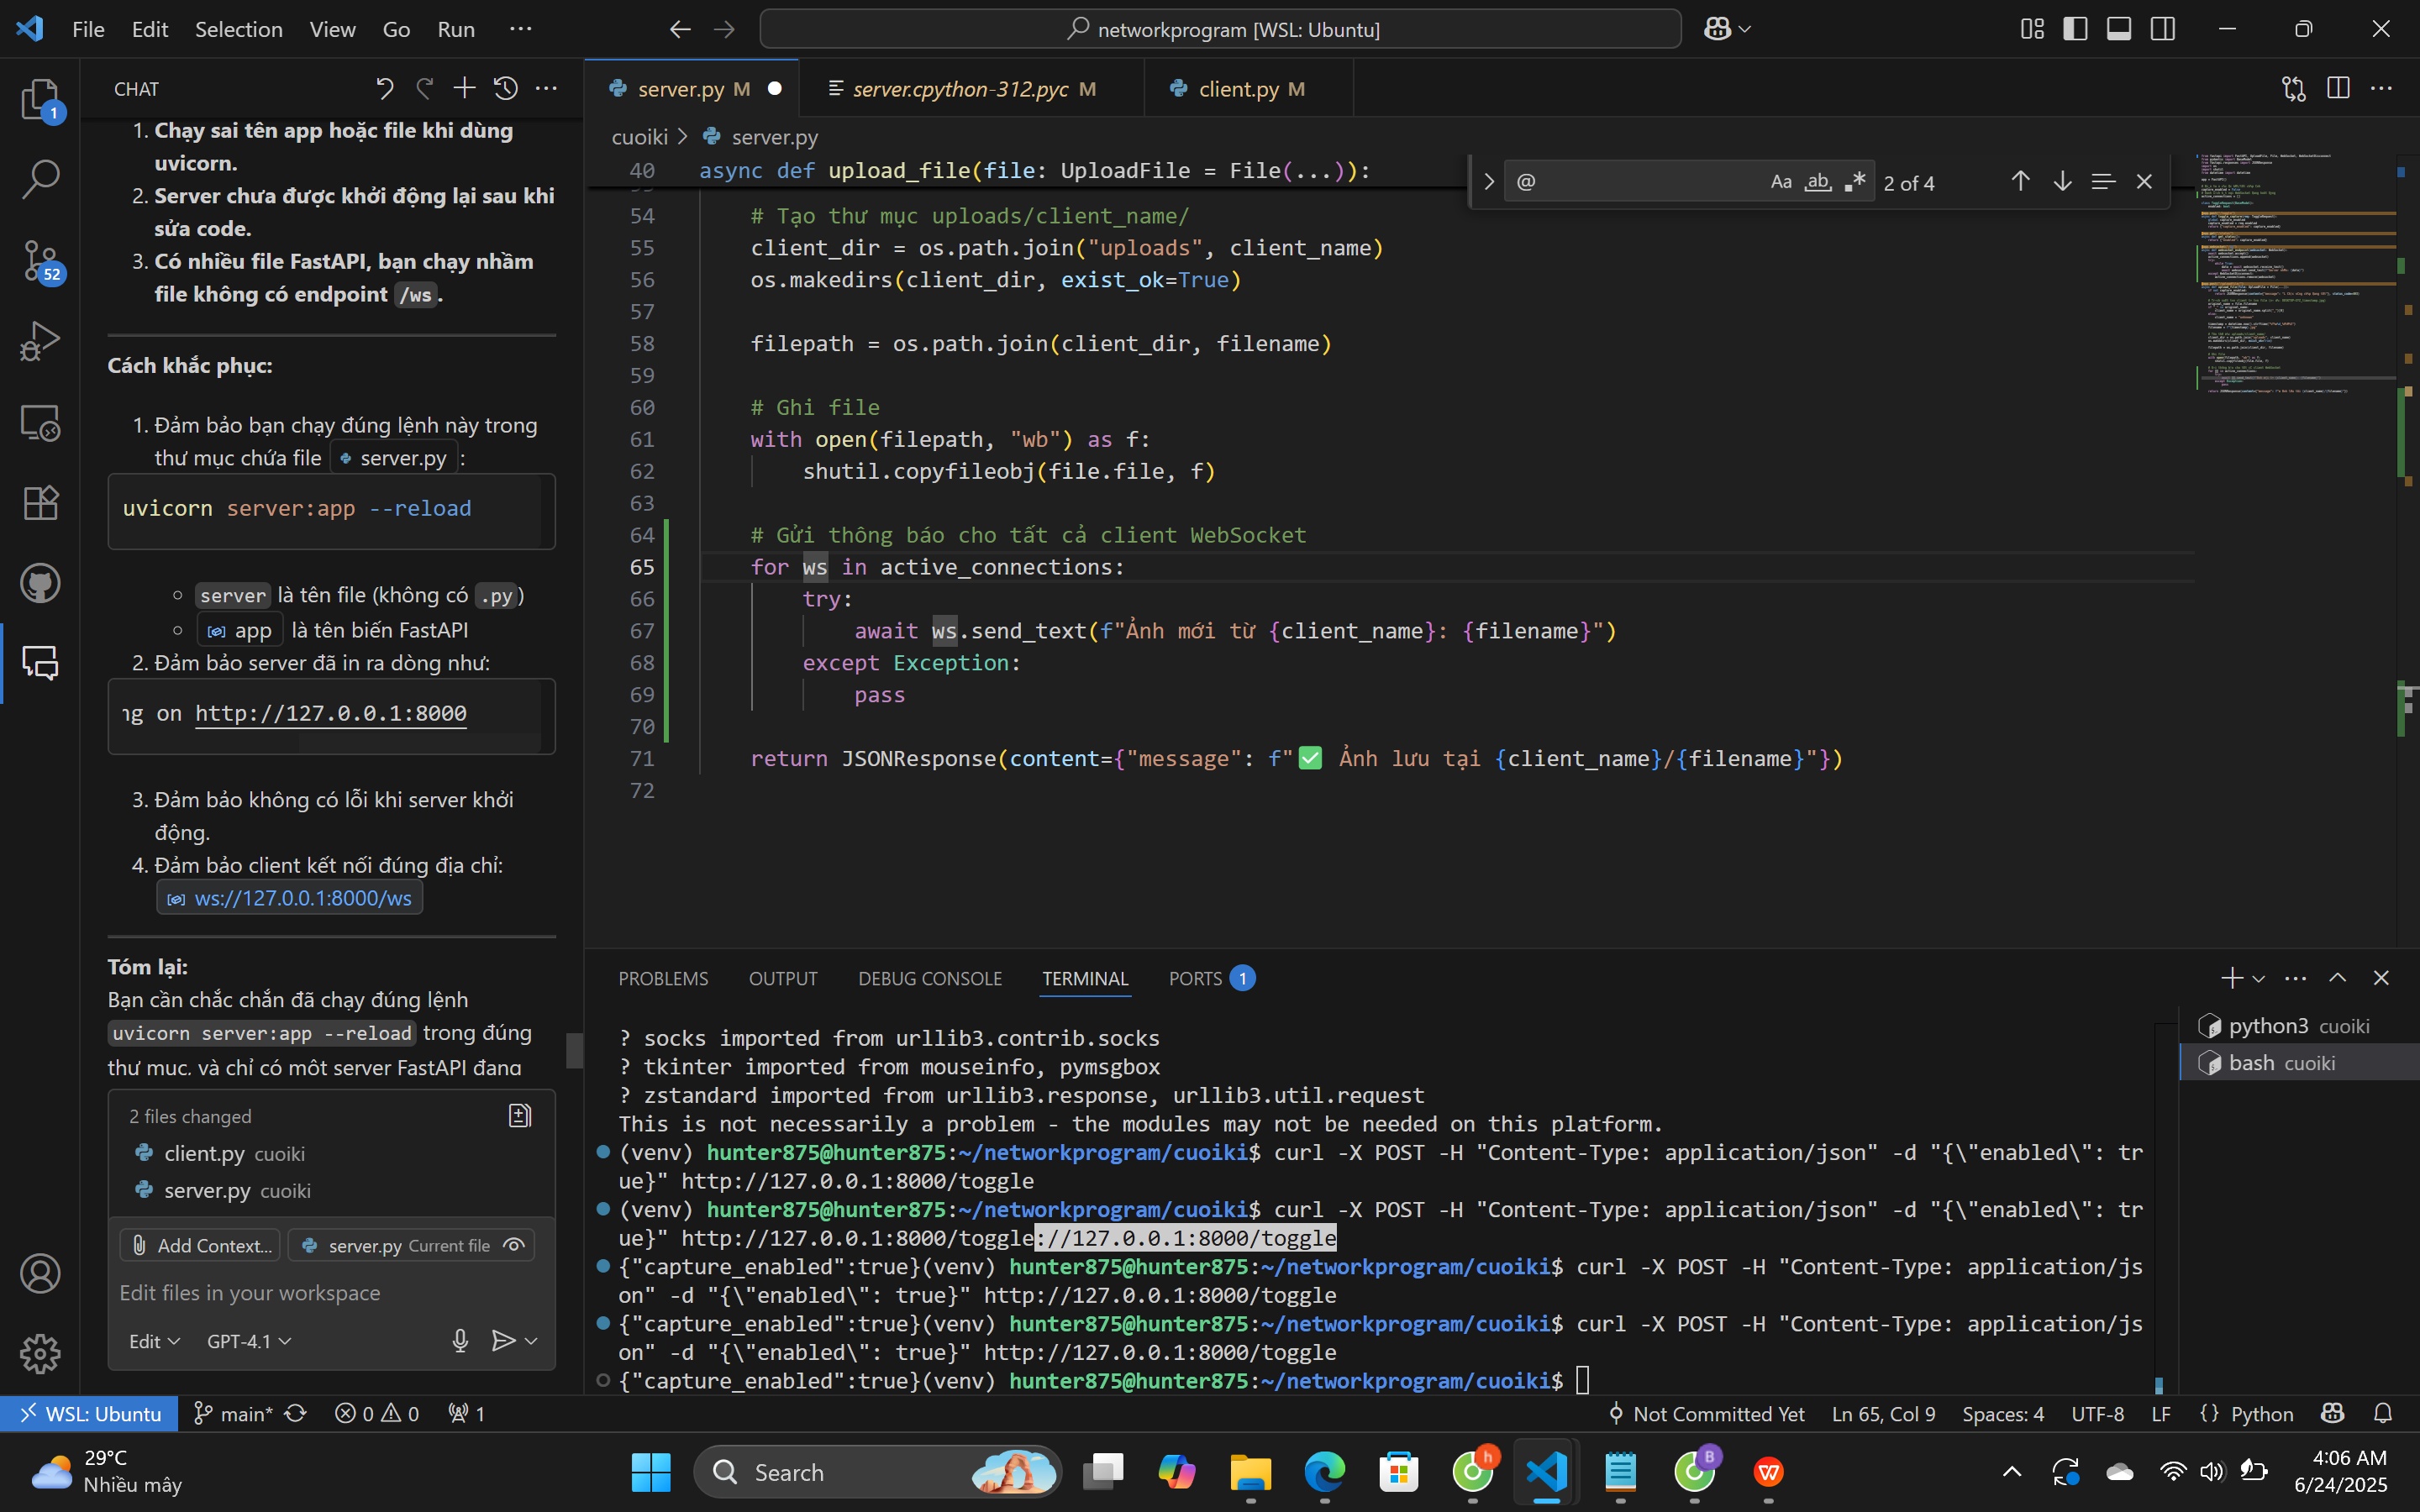 File Edit Selection View Go Run ···
networkprogram [WSL: Ubuntu]
1
52
CHAT
1. Chạy sai tên app hoặc file khi dùng
uvicorn.
2. Server chưa được khởi động lại sau khi
sửa code.
3. Có nhiều file FastAPI, bạn chạy nhầm
file không có endpoint /ws.
Cách khắc phục:
1. Đảm bảo bạn chạy đúng lệnh này trong
thư mục chứa file server.py :
uvicorn server:app --reload
server là tên file (không có .py)
app là tên biến FastAPI
2. Đảm bảo server đã in ra dòng như:
ng on http://127.0.0.1:8000
3. Đảm bảo không có lỗi khi server khởi
động.
4. Đảm bảo client kết nối đúng địa chỉ:
ws://127.0.0.1:8000/ws
Tóm lại:
Bạn cần chắc chắn đã chạy đúng lệnh
uvicorn server:app --reload trong đúng
thư mục, và chỉ có một server FastAPI đang
2 files changed
client.py cuoiki
server.py cuoiki
Add Context... server.py Current file
Edit files in your workspace
Edit GPT-4.1
server.py M server.cpython-312.pyc M client.py M
cuoiki > server.py
@ Aa ab 2 of 4
40 async def upload_file(file: UploadFile = File(...)):
54 # Tạo thư mục uploads/client_name/
55 client_dir = os.path.join("uploads", client_name)
56 os.makedirs(client_dir, exist_ok=True)
57
58 filepath = os.path.join(client_dir, filename)
59
60 # Ghi file
61 with open(filepath, "wb") as f:
62 shutil.copyfileobj(file.file, f)
63
64 # Gửi thông báo cho tất cả client WebSocket
65 for ws in active_connections:
66 try:
67 await ws.send_text(f"Ảnh mới từ {client_name}: {filename}")
68 except Exception:
69 pass
70
71 return JSONResponse(content={"message": f"✅ Ảnh lưu tại {client_name}/{filename}"})
72
PROBLEMS OUTPUT DEBUG CONSOLE TERMINAL PORTS 1
? socks imported from urllib3.contrib.socks
? tkinter imported from mouseinfo, pymsgbox
? zstandard imported from urllib3.response, urllib3.util.request
This is not necessarily a problem - the modules may not be needed on this platform.
(venv) hunter875@hunter875:~/networkprogram/cuoiki$ curl -X POST -H "Content-Type: application/json" -d "{\"enabled\": tr
ue}" http://127.0.0.1:8000/toggle
(venv) hunter875@hunter875:~/networkprogram/cuoiki$ curl -X POST -H "Content-Type: application/json" -d "{\"enabled\": tr
ue}" http://127.0.0.1:8000/toggle://127.0.0.1:8000/toggle
{"capture_enabled":true}(venv) hunter875@hunter875:~/networkprogram/cuoiki$ curl -X POST -H "Content-Type: application/js
on" -d "{\"enabled\": true}" http://127.0.0.1:8000/toggle
{"capture_enabled":true}(venv) hunter875@hunter875:~/networkprogram/cuoiki$ curl -X POST -H "Content-Type: application/js
on" -d "{\"enabled\": true}" http://127.0.0.1:8000/toggle
{"capture_enabled":true}(venv) hunter875@hunter875:~/networkprogram/cuoiki$
python3 cuoiki
bash cuoiki
WSL: Ubuntu main* 0 0 1 Not Committed Yet Ln 65, Col 9 Spaces: 4 UTF-8 LF {} Python
29°C
Nhiều mây
Search
h
B
W
4:06 AM
6/24/2025